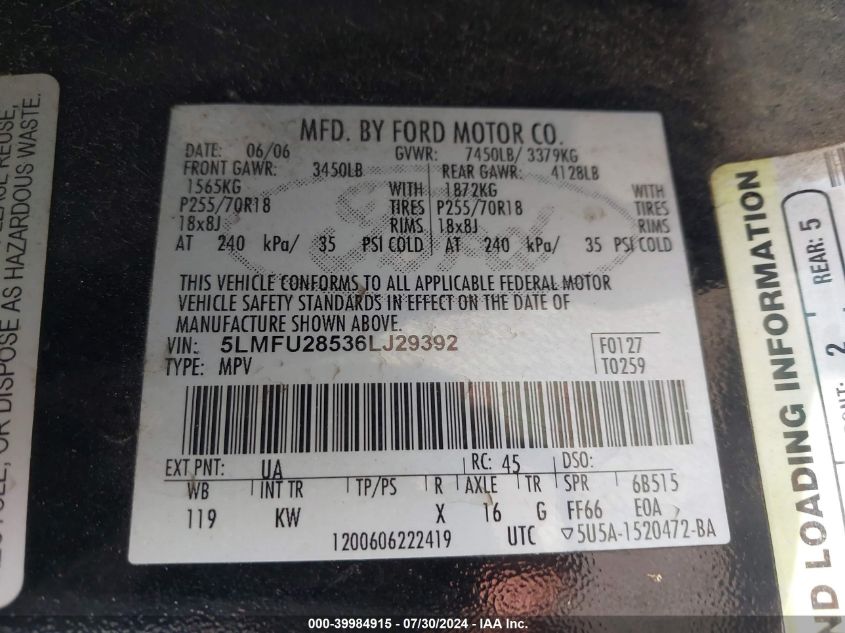 MFD. BY FORD MOTOR CO.
DATE: 06/06 GVWR: 7450LB/ 3379KG
FRONT GAWR: 3450LB REAR GAWR: 4128LB
1565KG WITH 1872KG WITH
P255/70R18 TIRES P255/70R18 TIRES
18x8J RIMS 18x8J RIMS
AT 240 kPa/ 35 PSI COLD AT 240 kPa/ 35 PSI COLD
Ford
THIS VEHICLE CONFORMS TO ALL APPLICABLE FEDERAL MOTOR
VEHICLE SAFETY STANDARDS IN EFFECT ON THE DATE OF
MANUFACTURE SHOWN ABOVE.
VIN: 5LMFU28536LJ29392 F0127
TYPE: MPV T0259
EXT PNT: UA RC: 45 DSO:
WB INT TR TP/PS R AXLE TR SPR 6B515
119 KW X 16 G FF66 E0A
1200606222419 UTC ▽5U5A-1520472-BA
REUSE,
OR DISPOSE AS HAZARDOUS WASTE.
ND LOADING INFORMATION
REAR: 5
2
000-39984915 / 07/30/2024 - IAA Inc.